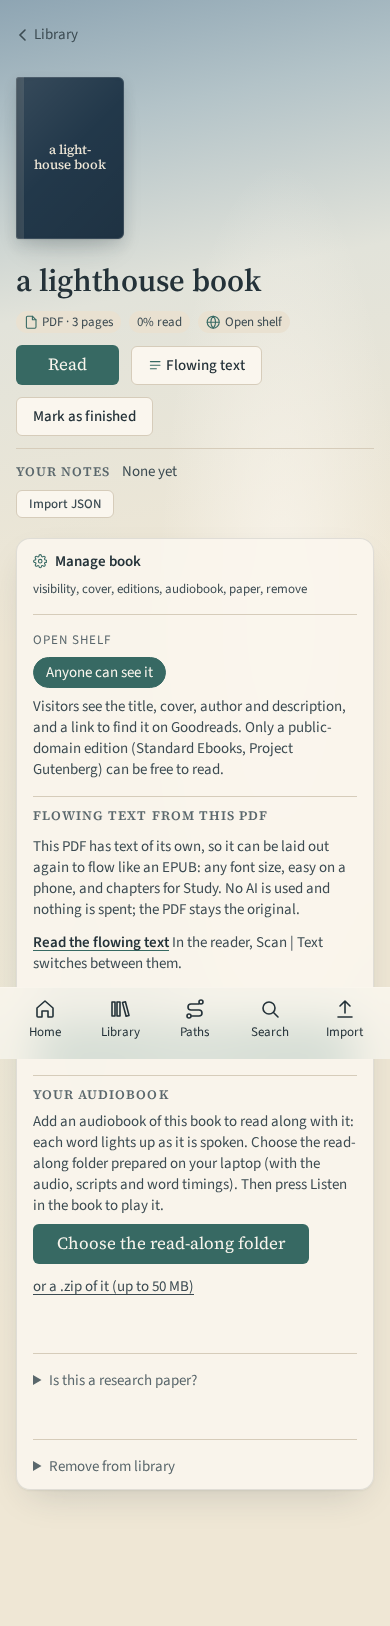 Library
a light-
house book
a lighthouse book
PDF · 3 pages
0% read
Open shelf
Read
Flowing text
Mark as finished
YOUR NOTES None yet
Import JSON
Manage book
visibility, cover, editions, audiobook, paper, remove
OPEN SHELF
Anyone can see it
Visitors see the title, cover, author and description,
and a link to find it on Goodreads. Only a public-
domain edition (Standard Ebooks, Project
Gutenberg) can be free to read.
FLOWING TEXT FROM THIS PDF
This PDF has text of its own, so it can be laid out
again to flow like an EPUB: any font size, easy on a
phone, and chapters for Study. No AI is used and
nothing is spent; the PDF stays the original.
Read the flowing text In the reader, Scan | Text
switches between them.
Home
Library
Paths
Search
Import
YOUR AUDIOBOOK
Add an audiobook of this book to read along with it:
each word lights up as it is spoken. Choose the read-
along folder prepared on your laptop (with the
audio, scripts and word timings). Then press Listen
in the book to play it.
Choose the read-along folder
or a .zip of it (up to 50 MB)
Is this a research paper?
Remove from library